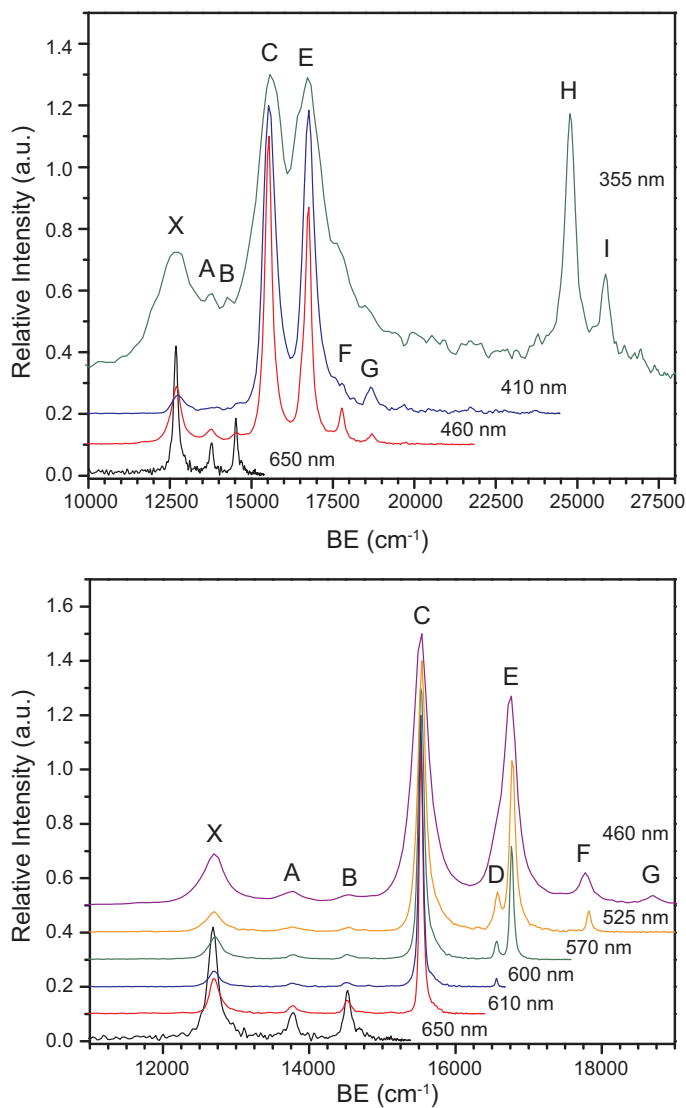 1.4
1.2
1.0
0.8
0.6
0.4
0.2
0.0
Relative Intensity (a.u.)
C E H
X A B
F G I
355 nm
410 nm
460 nm
650 nm
10000 12500 15000 17500 20000 22500 25000 27500
BE (cm-1)
1.6
1.4
1.2
1.0
0.8
0.6
0.4
0.2
0.0
Relative Intensity (a.u.)
C
E
X A B D F G
460 nm
525 nm
570 nm
600 nm
610 nm
650 nm
12000 14000 16000 18000
BE (cm-1)